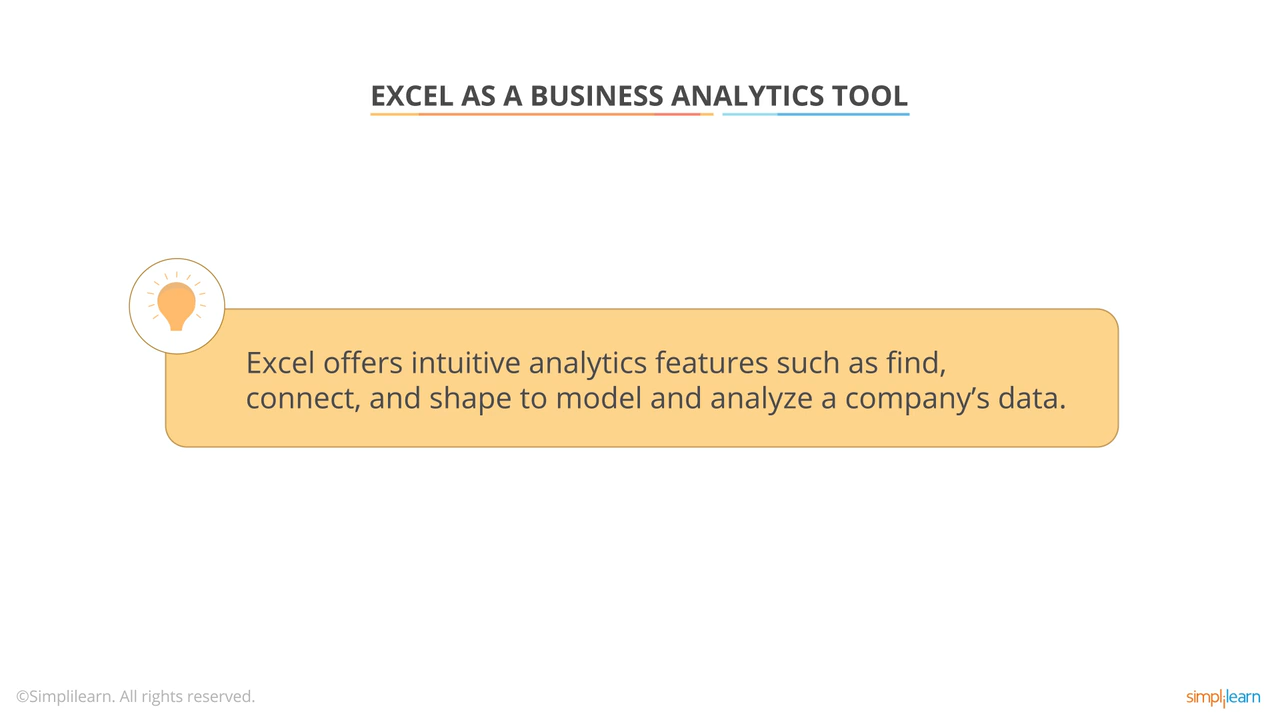 EXCEL AS A BUSINESS ANALYTICS TOOL
Excel offers intuitive analytics features such as find,
connect, and shape to model and analyze a company’s data.
©Simplilearn. All rights reserved.
simplilearn